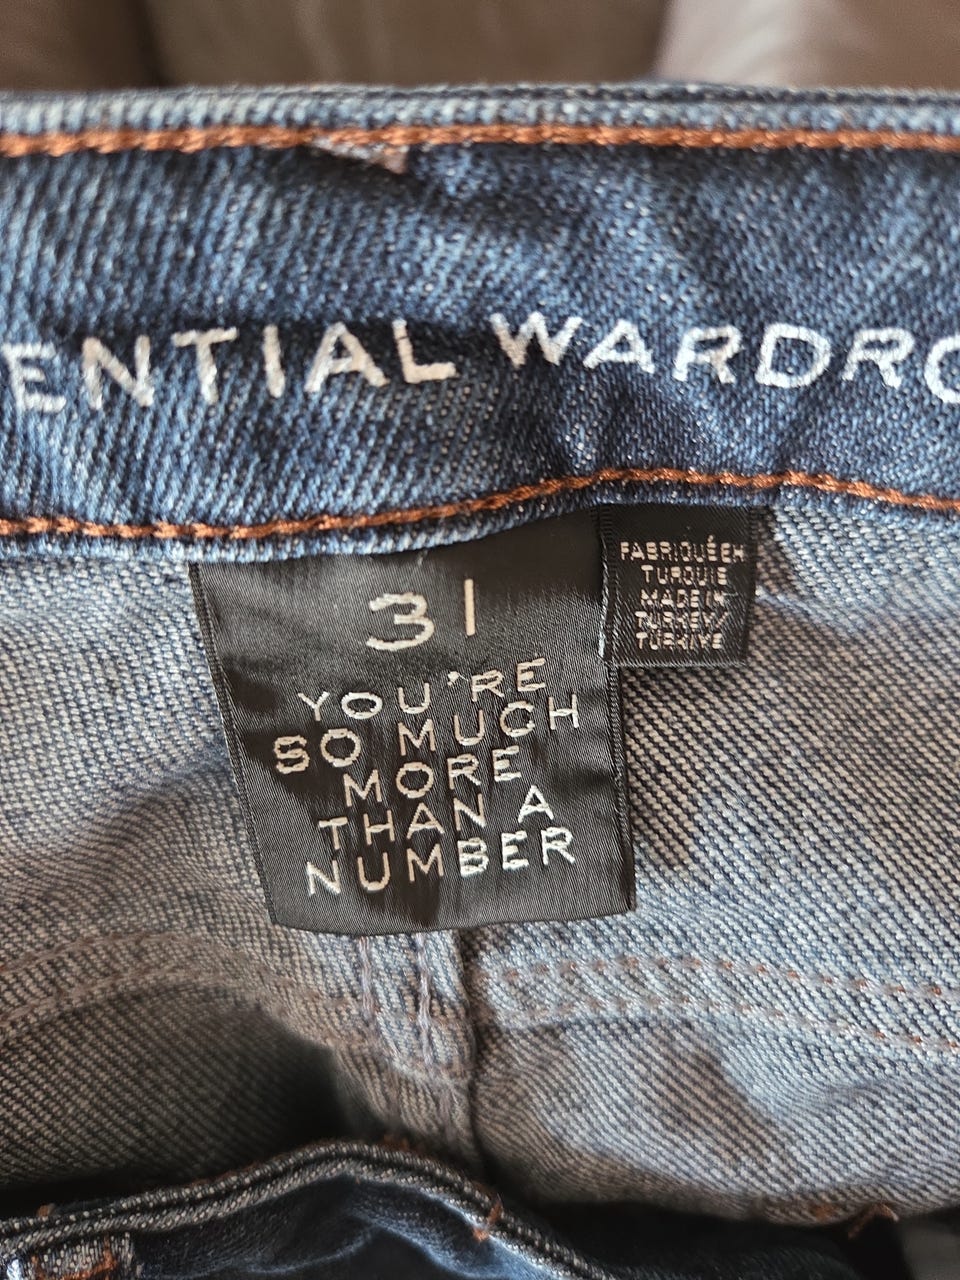 ENTIAL WARDRO
31
YOU'RE
SO MUCH
MORE
THAN A
NUMBER
FABRIQUÉ EN
TURQUIE
MADE IN
TURKEY/
TÜRKIYE